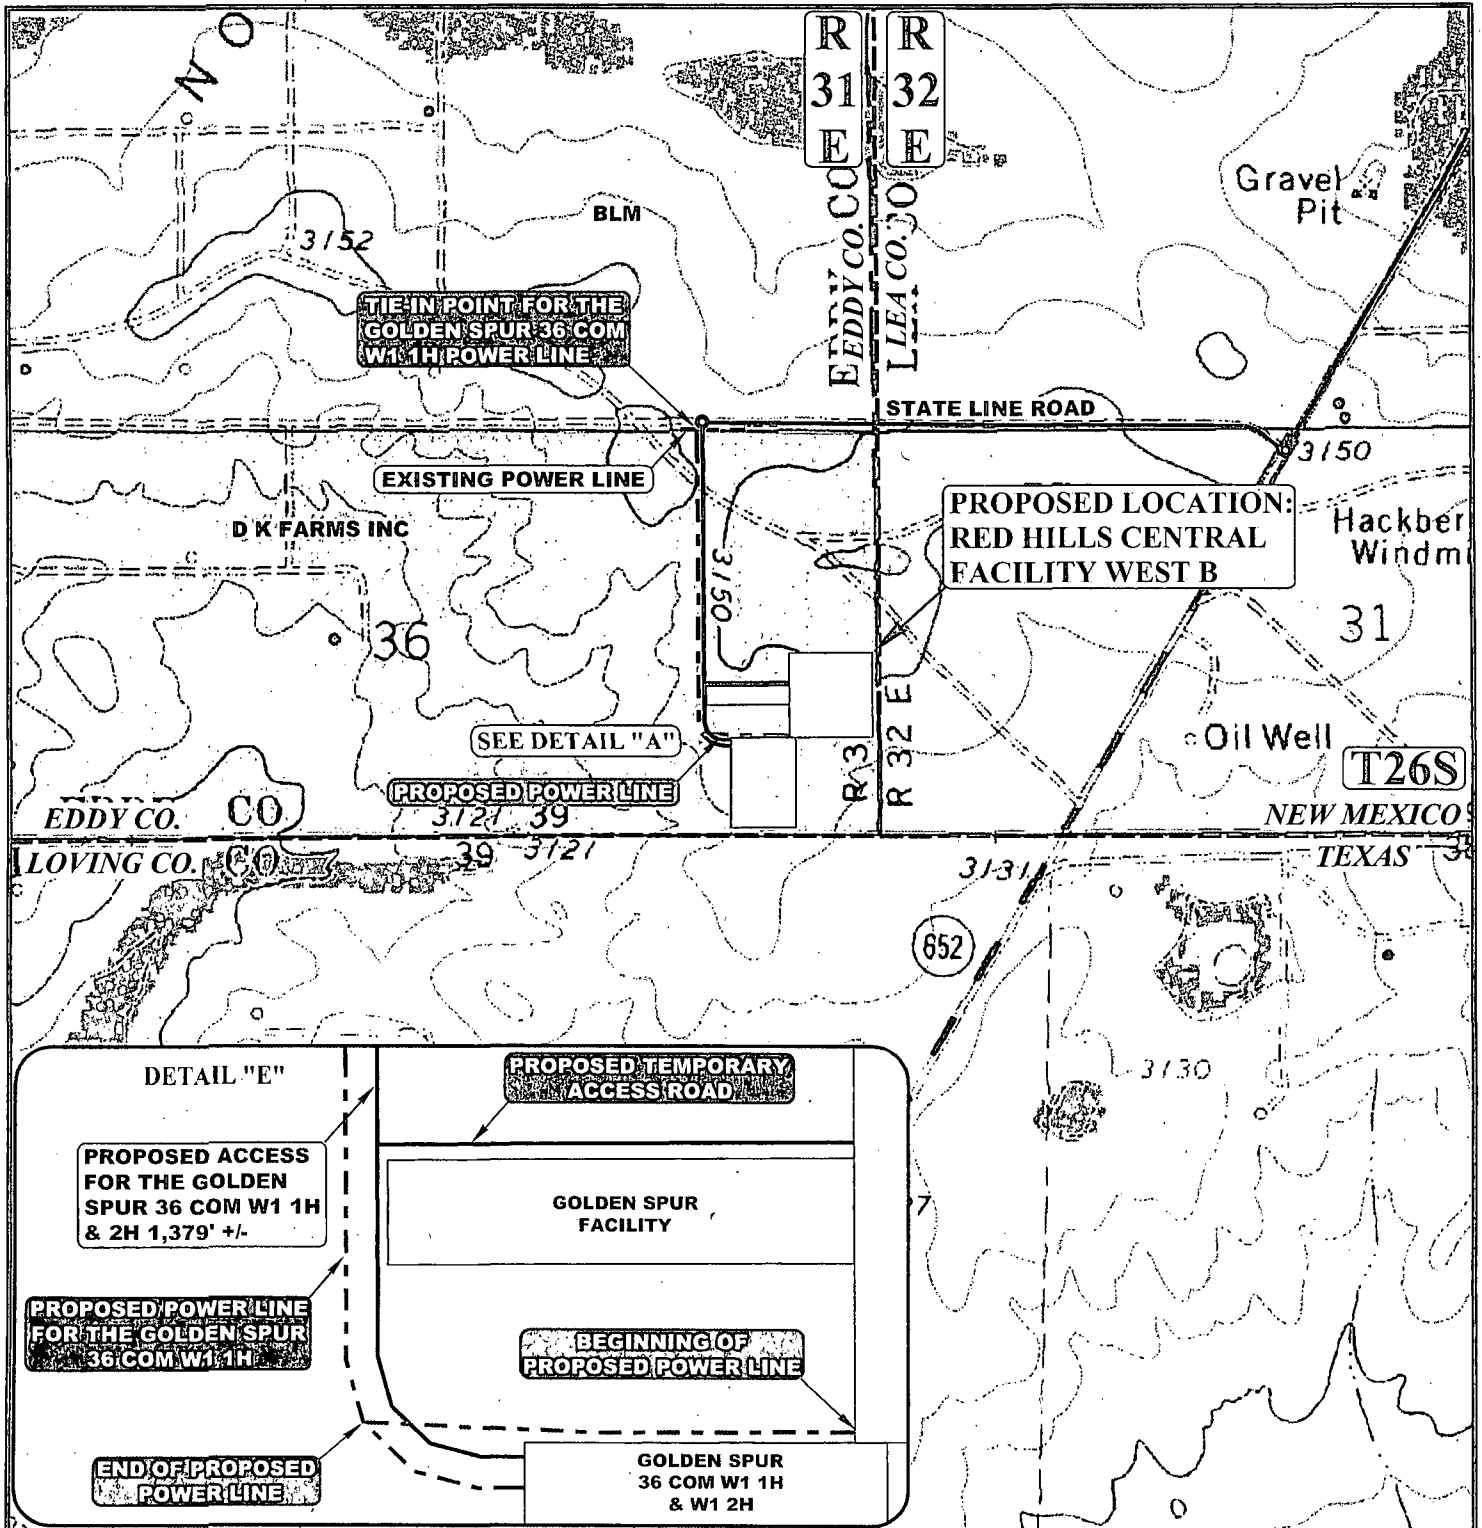 N O
R
31
E
R
32
E
Gravel
Pit
BLM
3152
CO
EDDY CO.
LEA CO.
CO
TIE IN POINT FOR THE
GOLDEN SPUR 36 COM
W1 1H POWER LINE
STATE LINE ROAD
3150
EXISTING POWER LINE
PROPOSED LOCATION:
RED HILLS CENTRAL
FACILITY WEST B
Hackber
Windmi
D K FARMS INC
3150
36
31
SEE DETAIL "A"
R 3
R 32 E
Oil Well
T26S
PROPOSED POWER LINE
EDDY CO.
CO
3121
39
NEW MEXICO
LOVING CO.
CO
39
3121
TEXAS
3131
652
3130
DETAIL "E"
PROPOSED TEMPORARY
ACCESS ROAD
PROPOSED ACCESS
FOR THE GOLDEN
SPUR 36 COM W1 1H
& 2H 1,379' +/-
GOLDEN SPUR
FACILITY
7
PROPOSED POWER LINE
FOR THE GOLDEN SPUR
36 COM W1 1H
BEGINNING OF
PROPOSED POWER LINE
END OF PROPOSED
POWER LINE
GOLDEN SPUR
36 COM W1 1H
& W1 2H